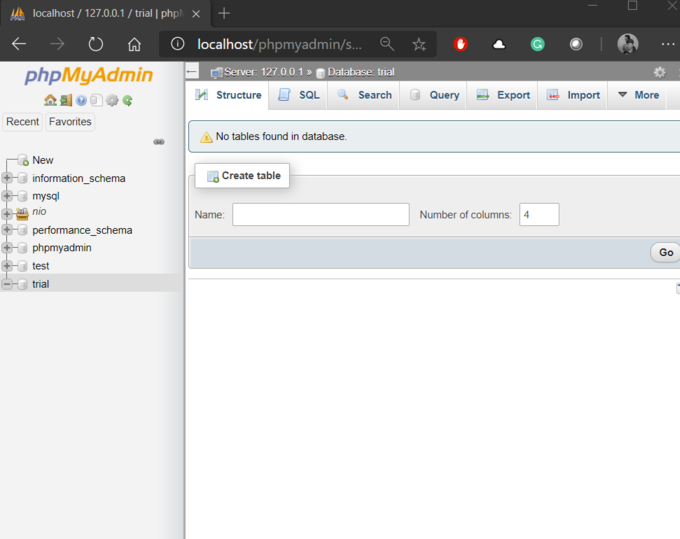 localhost / 127.0.0.1 / trial | phpM
localhost/phpmyadmin/s...
phpMyAdmin
Recent Favorites
New
information_schema
mysql
nio
performance_schema
phpmyadmin
test
trial
Server: 127.0.0.1 » Database: trial
Structure SQL Search Query Export Import More
No tables found in database.
Create table
Name: Number of columns: 4
Go